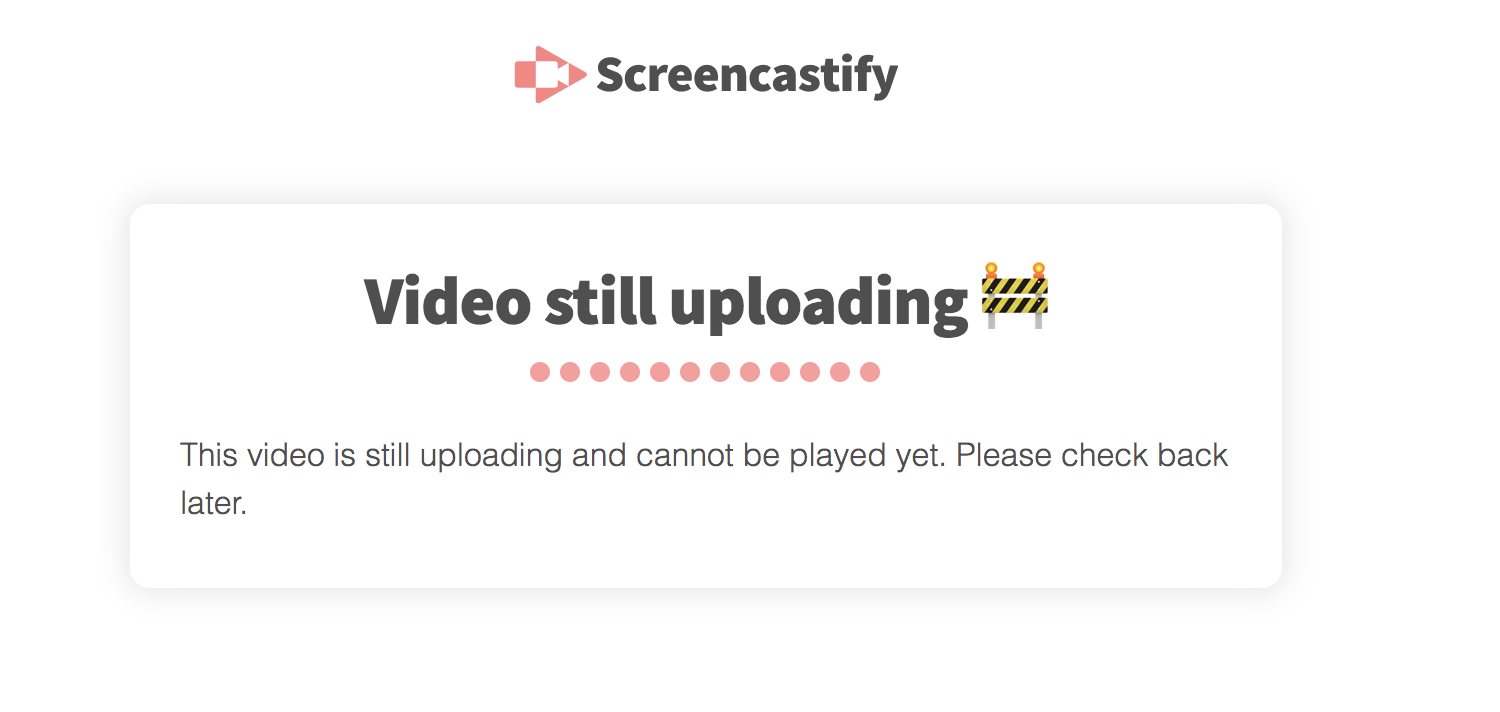 Screencastify
Video still uploading 🚧
This video is still uploading and cannot be played yet. Please check back
later.